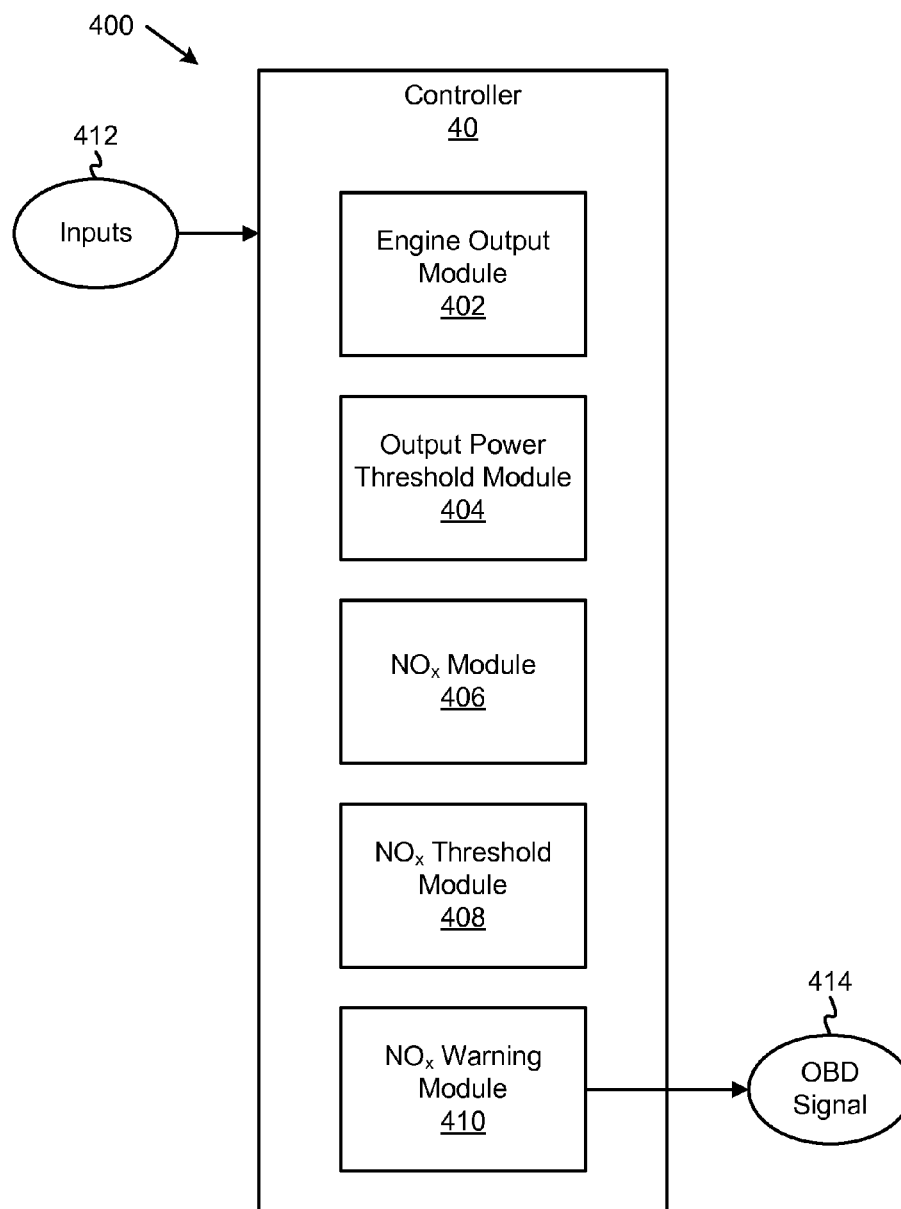 400
Controller
40
412
Inputs
Engine Output
Module
402
Output Power
Threshold Module
404
NOx Module
406
NOx Threshold
Module
408
414
NOx Warning
Module
410
OBD
Signal